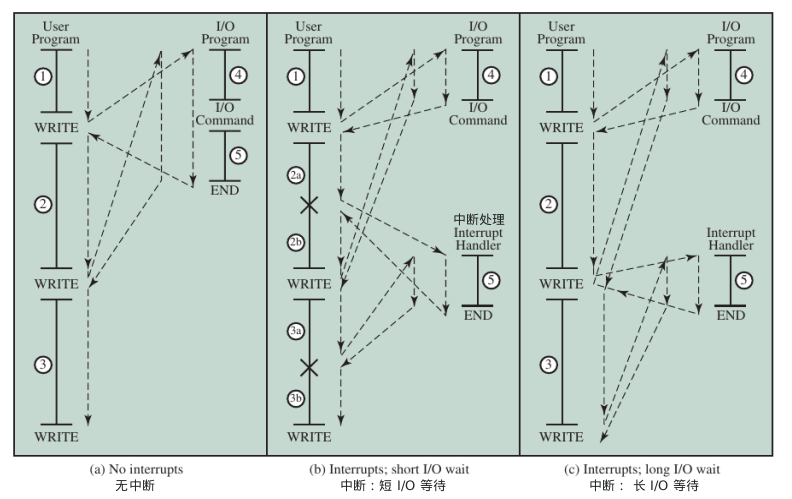 User
Program
I/O
Program
1
4
WRITE
I/O
Command
5
END
2
WRITE
3
WRITE
(a) No interrupts
无中断
User
Program
I/O
Program
1
4
WRITE
I/O
Command
2a
2b
中断处理
Interrupt
Handler
5
END
WRITE
3a
3b
WRITE
(b) Interrupts; short I/O wait
中断：短 I/O 等待
User
Program
I/O
Program
1
4
WRITE
I/O
Command
2
Interrupt
Handler
5
END
WRITE
3
WRITE
(c) Interrupts; long I/O wait
中断： 长 I/O 等待